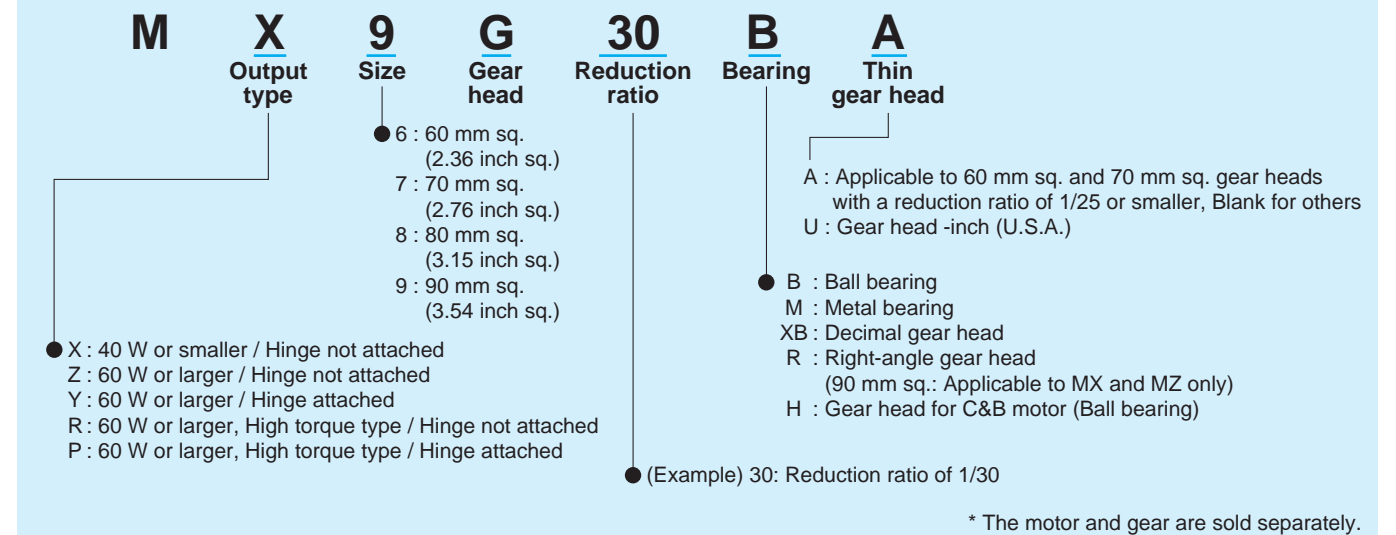 M X 9 G 30 B A
Output type
Size
Gear head
Reduction ratio
Bearing
Thin gear head
6 : 60 mm sq.
(2.36 inch sq.)
7 : 70 mm sq.
(2.76 inch sq.)
8 : 80 mm sq.
(3.15 inch sq.)
9 : 90 mm sq.
(3.54 inch sq.)
A : Applicable to 60 mm sq. and 70 mm sq. gear heads
with a reduction ratio of 1/25 or smaller, Blank for others
U : Gear head -inch (U.S.A.)
B : Ball bearing
M : Metal bearing
XB : Decimal gear head
R : Right-angle gear head
(90 mm sq.: Applicable to MX and MZ only)
H : Gear head for C&B motor (Ball bearing)
X : 40 W or smaller / Hinge not attached
Z : 60 W or larger / Hinge not attached
Y : 60 W or larger / Hinge attached
R : 60 W or larger, High torque type / Hinge not attached
P : 60 W or larger, High torque type / Hinge attached
(Example) 30: Reduction ratio of 1/30
* The motor and gear are sold separately.